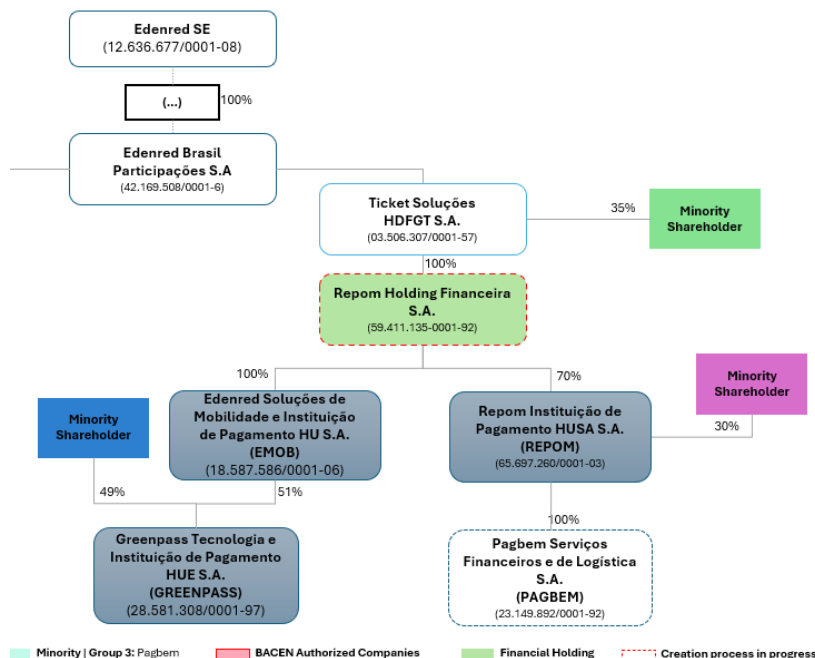 Edenred SE
(12.636.677/0001-08)
(...)
100%
Edenred Brasil
Participações S.A
(42.169.508/0001-6)
Ticket Soluções
HDFGT S.A.
(03.506.307/0001-57)
35%
Minority
Shareholder
100%
Repom Holding Financeira
S.A.
(59.411.135-0001-92)
100%
70%
Minority
Shareholder
Edenred Soluções de
Mobilidade e Instituição
de Pagamento HU S.A.
(EMOB)
(18.587.586/0001-06)
Repom Instituição de
Pagamento HUSA S.A.
(REPOM)
(65.697.260/0001-03)
Minority
Shareholder
30%
49%
51%
Greenpass Tecnologia e
Instituição de Pagamento
HUE S.A.
(GREENPASS)
(28.581.308/0001-97)
100%
Pagbem Serviços
Financeiros e de Logística
S.A.
(PAGBEM)
(23.149.892/0001-92)
Minority | Group 3: Pagbem
BACEN Authorized Companies
Financial Holding
Creation process in progress